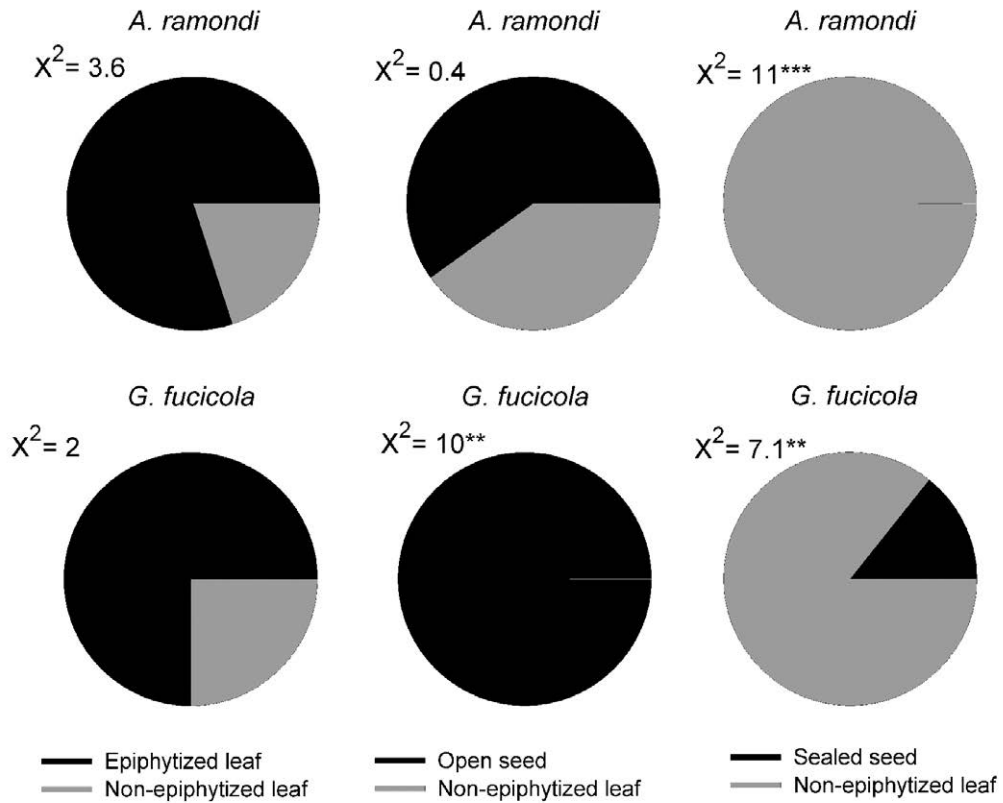 A. ramondi
X²= 3.6
A. ramondi
X²= 0.4
A. ramondi
X²= 11***
G. fucicola
X²= 2
G. fucicola
X²= 10**
G. fucicola
X²= 7.1**
Epiphytized leaf
Non-epiphytized leaf
Open seed
Non-epiphytized leaf
Sealed seed
Non-epiphytized leaf